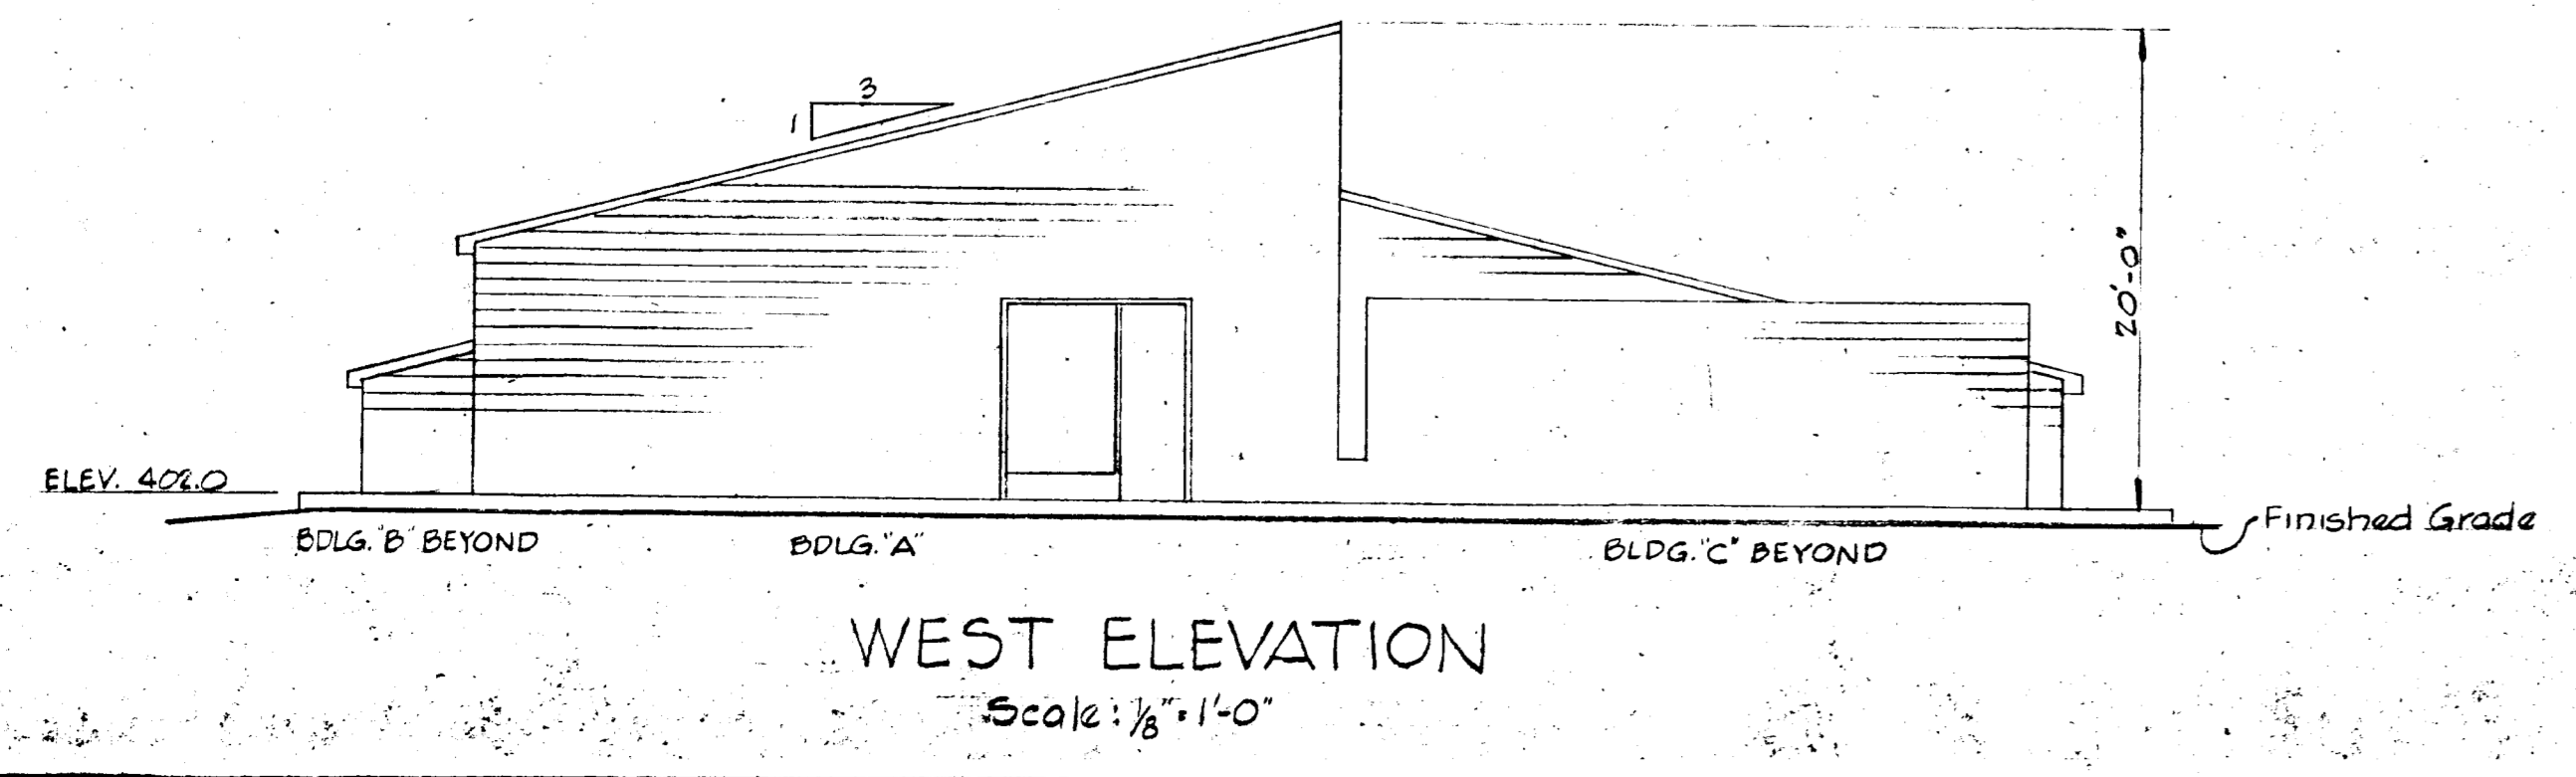 3
1
20'-0"
ELEV. 402.0
Finished Grade
BDLG. "B" BEYOND
BDLG. "A"
BLDG. "C" BEYOND
WEST ELEVATION
Scale: 1/8" = 1'-0"